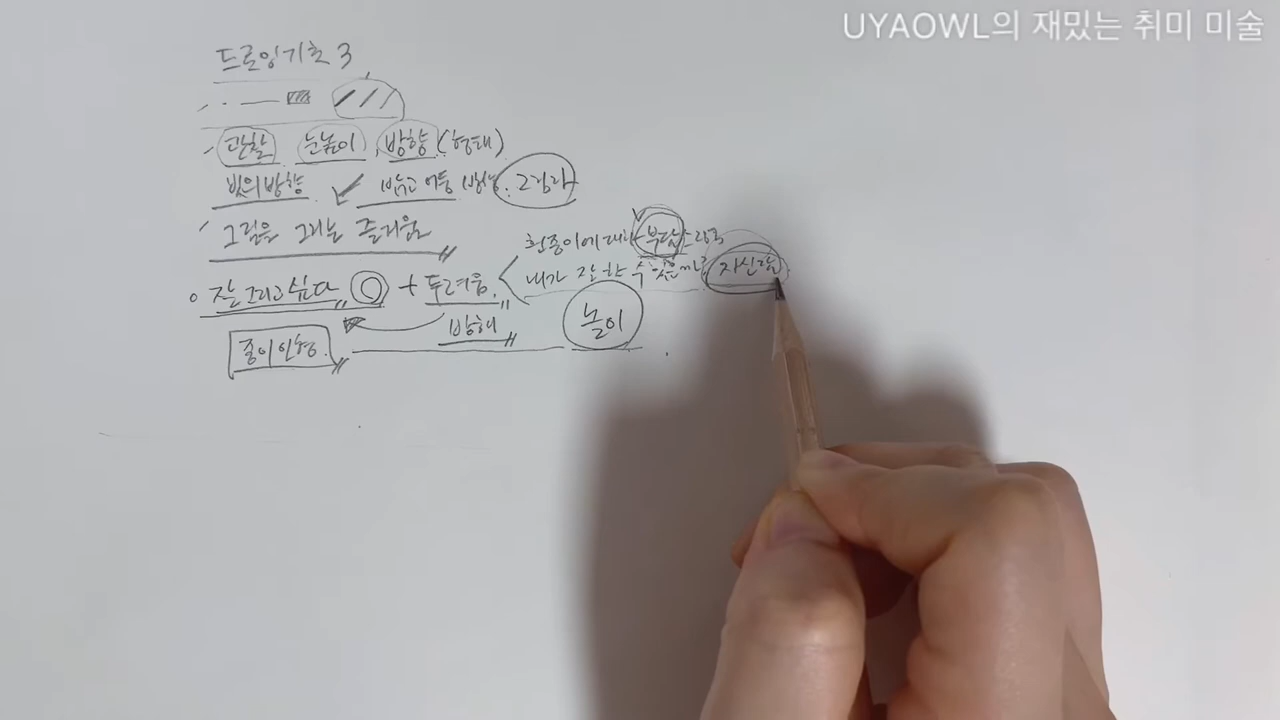 UYAOWL의 재밌는 취미 미술
드로잉기초 3
관찰 눈높이, 방향 (형태)
빛의방향 밝고 어둠 방향. 그림자
그림은 그리는 즐거움
흰종이에 대한 부담감
잘 그리고 싶다 + 두려움 내가 잘 할 수 있을까? 자신감
방해 놀이
종이인형